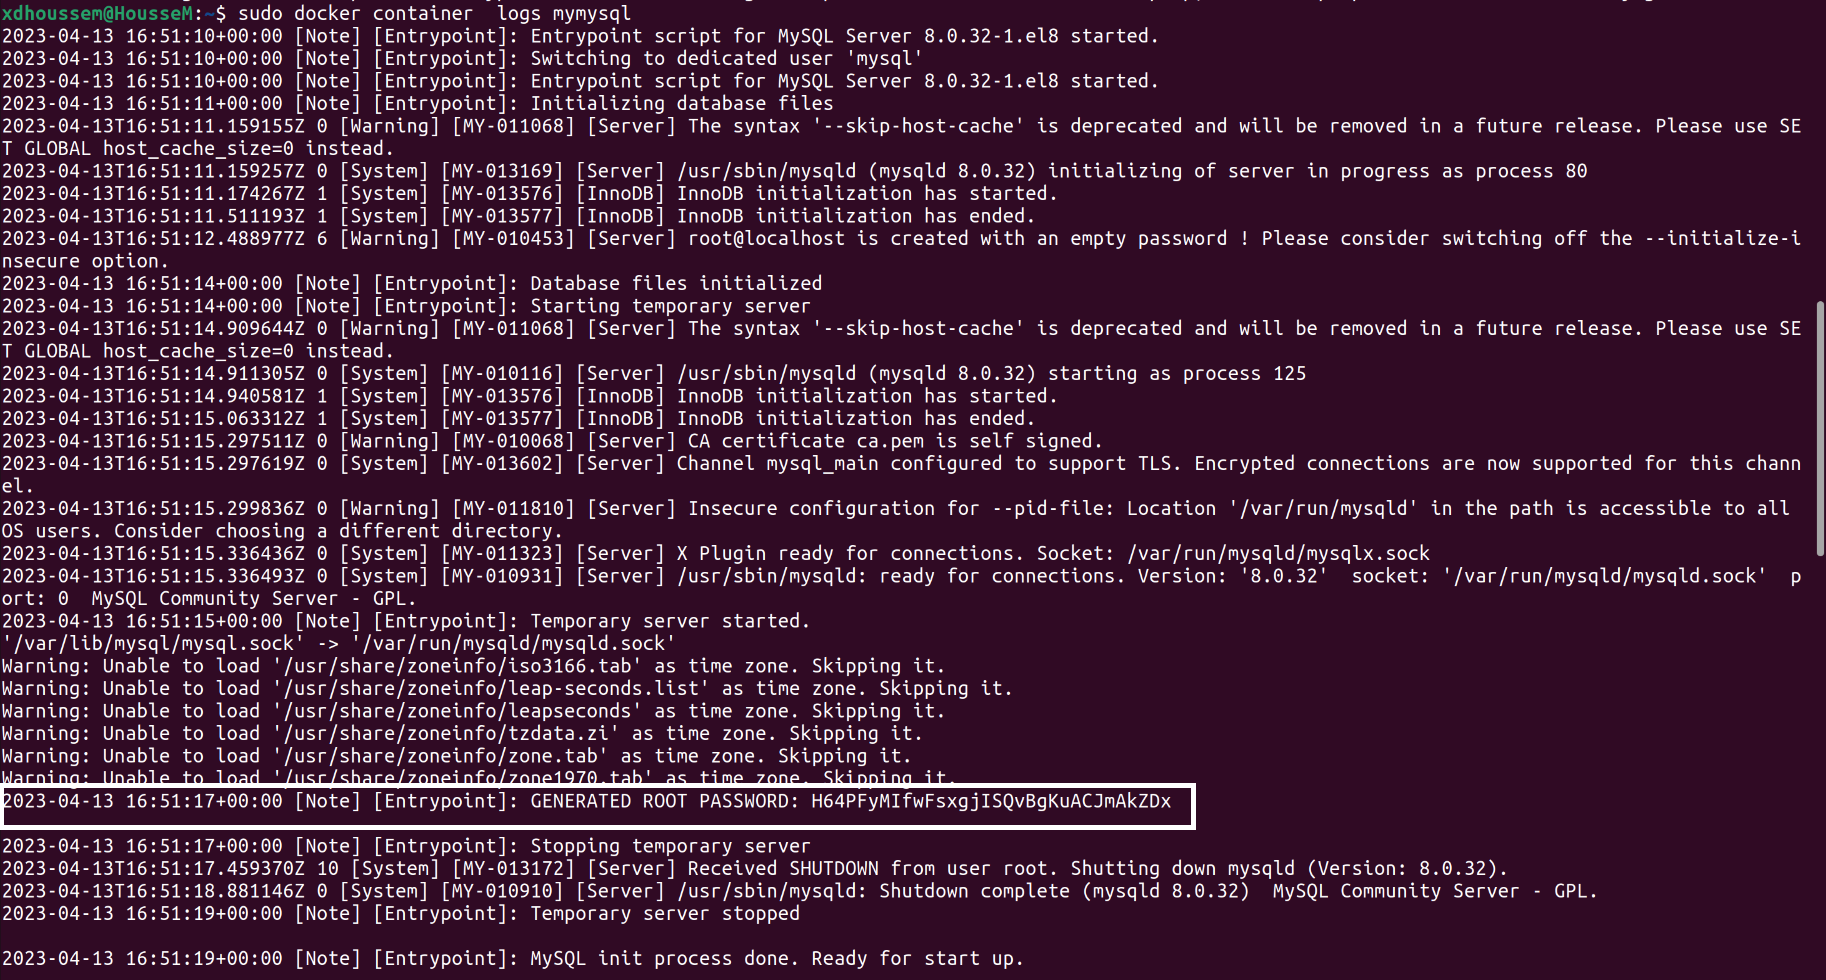 xdhoussem@HousseM:~$ sudo docker container  logs mymysql
2023-04-13 16:51:10+00:00 [Note] [Entrypoint]: Entrypoint script for MySQL Server 8.0.32-1.el8 started.
2023-04-13 16:51:10+00:00 [Note] [Entrypoint]: Switching to dedicated user 'mysql'
2023-04-13 16:51:10+00:00 [Note] [Entrypoint]: Entrypoint script for MySQL Server 8.0.32-1.el8 started.
2023-04-13 16:51:11+00:00 [Note] [Entrypoint]: Initializing database files
2023-04-13T16:51:11.159155Z 0 [Warning] [MY-011068] [Server] The syntax '--skip-host-cache' is deprecated and will be removed in a future release. Please use SE
T GLOBAL host_cache_size=0 instead.
2023-04-13T16:51:11.159257Z 0 [System] [MY-013169] [Server] /usr/sbin/mysqld (mysqld 8.0.32) initializing of server in progress as process 80
2023-04-13T16:51:11.174267Z 1 [System] [MY-013576] [InnoDB] InnoDB initialization has started.
2023-04-13T16:51:11.511193Z 1 [System] [MY-013577] [InnoDB] InnoDB initialization has ended.
2023-04-13T16:51:12.488977Z 6 [Warning] [MY-010453] [Server] root@localhost is created with an empty password ! Please consider switching off the --initialize-i
nsecure option.
2023-04-13 16:51:14+00:00 [Note] [Entrypoint]: Database files initialized
2023-04-13 16:51:14+00:00 [Note] [Entrypoint]: Starting temporary server
2023-04-13T16:51:14.909644Z 0 [Warning] [MY-011068] [Server] The syntax '--skip-host-cache' is deprecated and will be removed in a future release. Please use SE
T GLOBAL host_cache_size=0 instead.
2023-04-13T16:51:14.911305Z 0 [System] [MY-010116] [Server] /usr/sbin/mysqld (mysqld 8.0.32) starting as process 125
2023-04-13T16:51:14.940581Z 1 [System] [MY-013576] [InnoDB] InnoDB initialization has started.
2023-04-13T16:51:15.063312Z 1 [System] [MY-013577] [InnoDB] InnoDB initialization has ended.
2023-04-13T16:51:15.297511Z 0 [Warning] [MY-010068] [Server] CA certificate ca.pem is self signed.
2023-04-13T16:51:15.297619Z 0 [System] [MY-013602] [Server] Channel mysql_main configured to support TLS. Encrypted connections are now supported for this chann
el.
2023-04-13T16:51:15.299836Z 0 [Warning] [MY-011810] [Server] Insecure configuration for --pid-file: Location '/var/run/mysqld' in the path is accessible to all
OS users. Consider choosing a different directory.
2023-04-13T16:51:15.336436Z 0 [System] [MY-011323] [Server] X Plugin ready for connections. Socket: /var/run/mysqld/mysqlx.sock
2023-04-13T16:51:15.336493Z 0 [System] [MY-010931] [Server] /usr/sbin/mysqld: ready for connections. Version: '8.0.32'  socket: '/var/run/mysqld/mysqld.sock'  p
ort: 0  MySQL Community Server - GPL.
2023-04-13 16:51:15+00:00 [Note] [Entrypoint]: Temporary server started.
'/var/lib/mysql/mysql.sock' -> '/var/run/mysqld/mysqld.sock'
Warning: Unable to load '/usr/share/zoneinfo/iso3166.tab' as time zone. Skipping it.
Warning: Unable to load '/usr/share/zoneinfo/leap-seconds.list' as time zone. Skipping it.
Warning: Unable to load '/usr/share/zoneinfo/leapseconds' as time zone. Skipping it.
Warning: Unable to load '/usr/share/zoneinfo/tzdata.zi' as time zone. Skipping it.
Warning: Unable to load '/usr/share/zoneinfo/zone.tab' as time zone. Skipping it.
Warning: Unable to load '/usr/share/zoneinfo/zone1970.tab' as time zone. Skipping it.
2023-04-13 16:51:17+00:00 [Note] [Entrypoint]: GENERATED ROOT PASSWORD: H64PFyMIfwFsxgjISQvBgKuACJmAkZDx
2023-04-13 16:51:17+00:00 [Note] [Entrypoint]: Stopping temporary server
2023-04-13T16:51:17.459370Z 10 [System] [MY-013172] [Server] Received SHUTDOWN from user root. Shutting down mysqld (Version: 8.0.32).
2023-04-13T16:51:18.881146Z 0 [System] [MY-010910] [Server] /usr/sbin/mysqld: Shutdown complete (mysqld 8.0.32)  MySQL Community Server - GPL.
2023-04-13 16:51:19+00:00 [Note] [Entrypoint]: Temporary server stopped
2023-04-13 16:51:19+00:00 [Note] [Entrypoint]: MySQL init process done. Ready for start up.